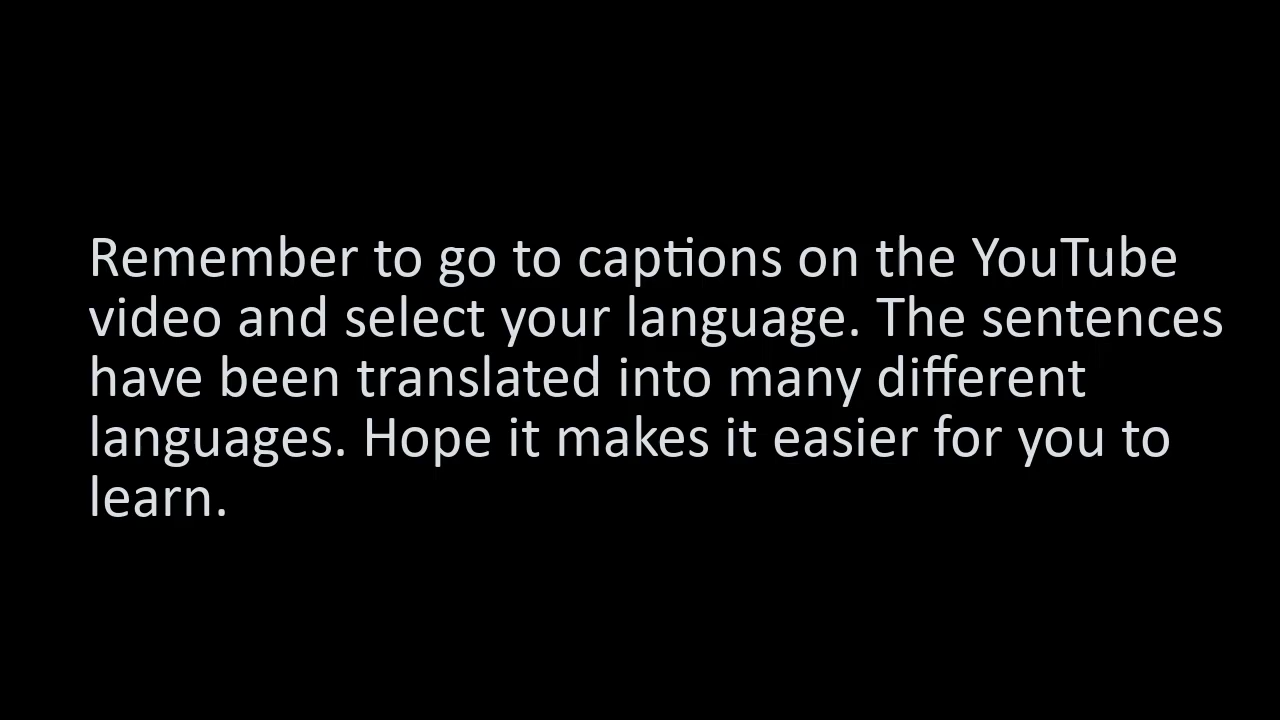 Remember to go to captions on the YouTube
video and select your language. The sentences
have been translated into many different
languages. Hope it makes it easier for you to
learn.